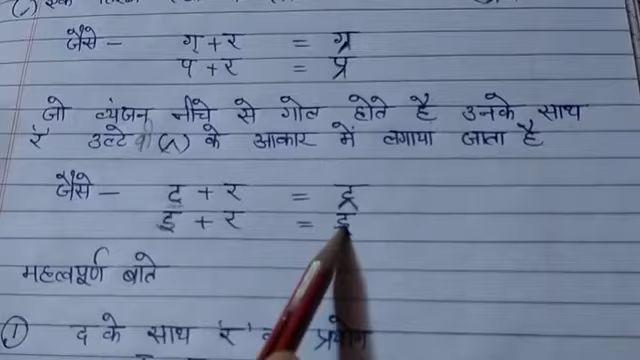 जैसे — ग् + र = ग्र
प + र = प्र
जो व्यंजन नीचे से गोल होते है उनके साथ
र उल्टे वी (^) के आकार में लगाया जाता है
जैसे — ट + र = ट्र
ड + र = ड्र
महत्वपूर्ण बाते
① द के साथ 'र' प्रयोग